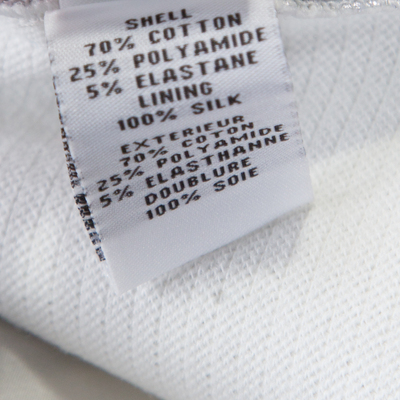 SHELL
70% COTTON
25% POLYAMIDE
5% ELASTANE
LINING
100% SILK
EXTERIEUR
70% COTON
25% POLYAMIDE
5% ELASTHANNE
DOUBLURE
100% SOIE